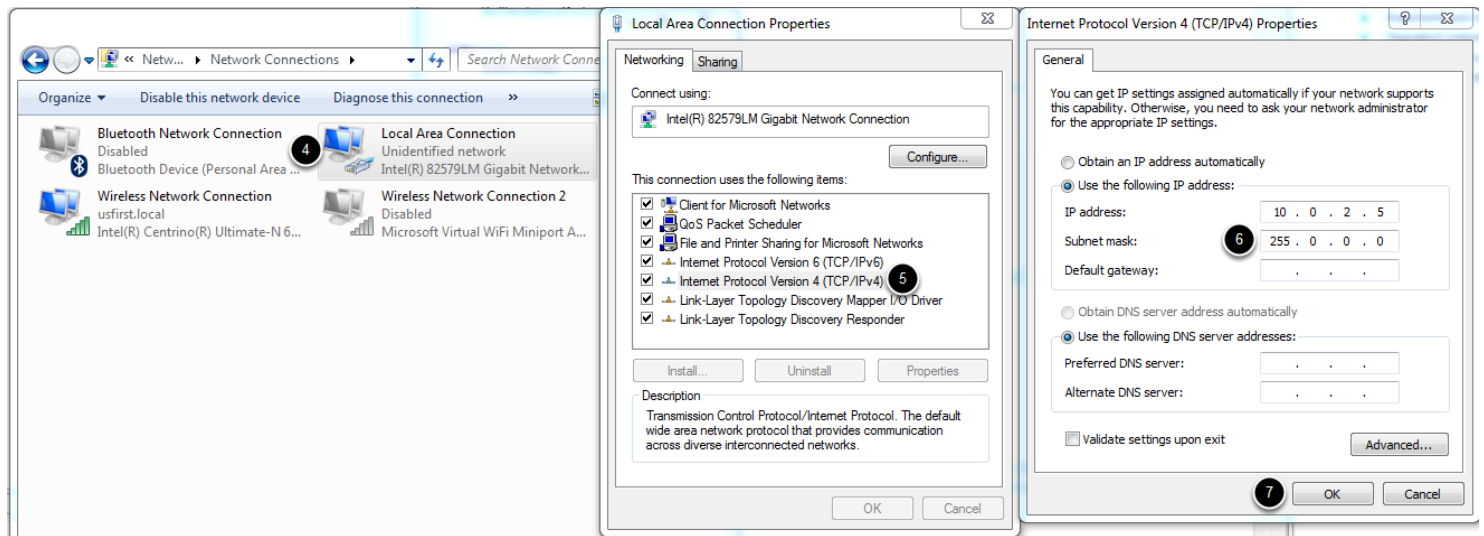 « Netw... Network Connections
Search Network Conne
Organize Disable this network device Diagnose this connection »
Bluetooth Network Connection
Disabled
Bluetooth Device (Personal Area ...
4
Local Area Connection
Unidentified network
Intel(R) 82579LM Gigabit Network...
Wireless Network Connection
usfirst.local
Intel(R) Centrino(R) Ultimate-N 6...
Wireless Network Connection 2
Disabled
Microsoft Virtual WiFi Miniport A...
Local Area Connection Properties
Networking Sharing
Connect using:
Intel(R) 82579LM Gigabit Network Connection
Configure...
This connection uses the following items:
Client for Microsoft Networks
QoS Packet Scheduler
File and Printer Sharing for Microsoft Networks
Internet Protocol Version 6 (TCP/IPv6)
Internet Protocol Version 4 (TCP/IPv4) 5
Link-Layer Topology Discovery Mapper I/O Driver
Link-Layer Topology Discovery Responder
Install... Uninstall Properties
Description
Transmission Control Protocol/Internet Protocol. The default
wide area network protocol that provides communication
across diverse interconnected networks.
OK Cancel
Internet Protocol Version 4 (TCP/IPv4) Properties
?
General
You can get IP settings assigned automatically if your network supports
this capability. Otherwise, you need to ask your network administrator
for the appropriate IP settings.
Obtain an IP address automatically
Use the following IP address:
IP address: 10 . 0 . 2 . 5
Subnet mask: 6 255 . 0 . 0 . 0
Default gateway: . . .
Obtain DNS server address automatically
Use the following DNS server addresses:
Preferred DNS server: . . .
Alternate DNS server: . . .
Validate settings upon exit
Advanced...
7 OK Cancel